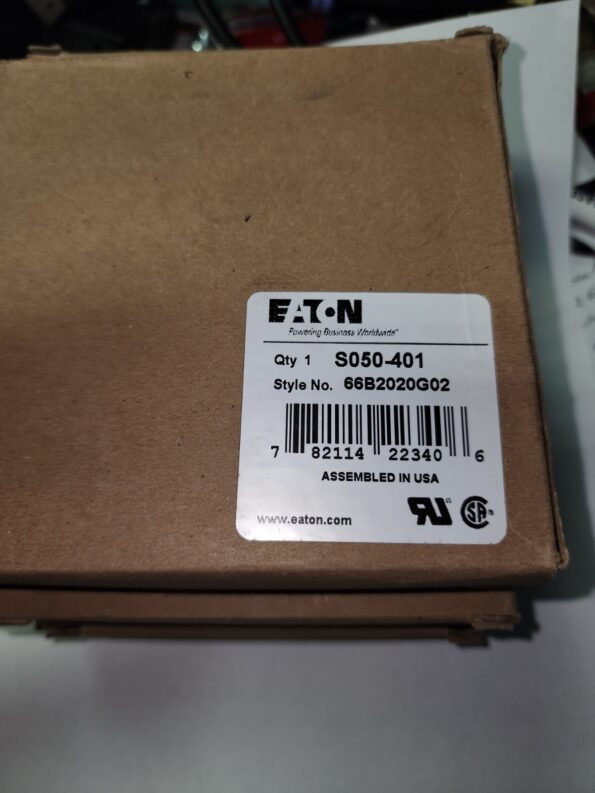 EATON
Powering Business Worldwide
Qty 1 S050-401
Style No. 66B2020G02
7 82114 22340 6
ASSEMBLED IN USA
www.eaton.com